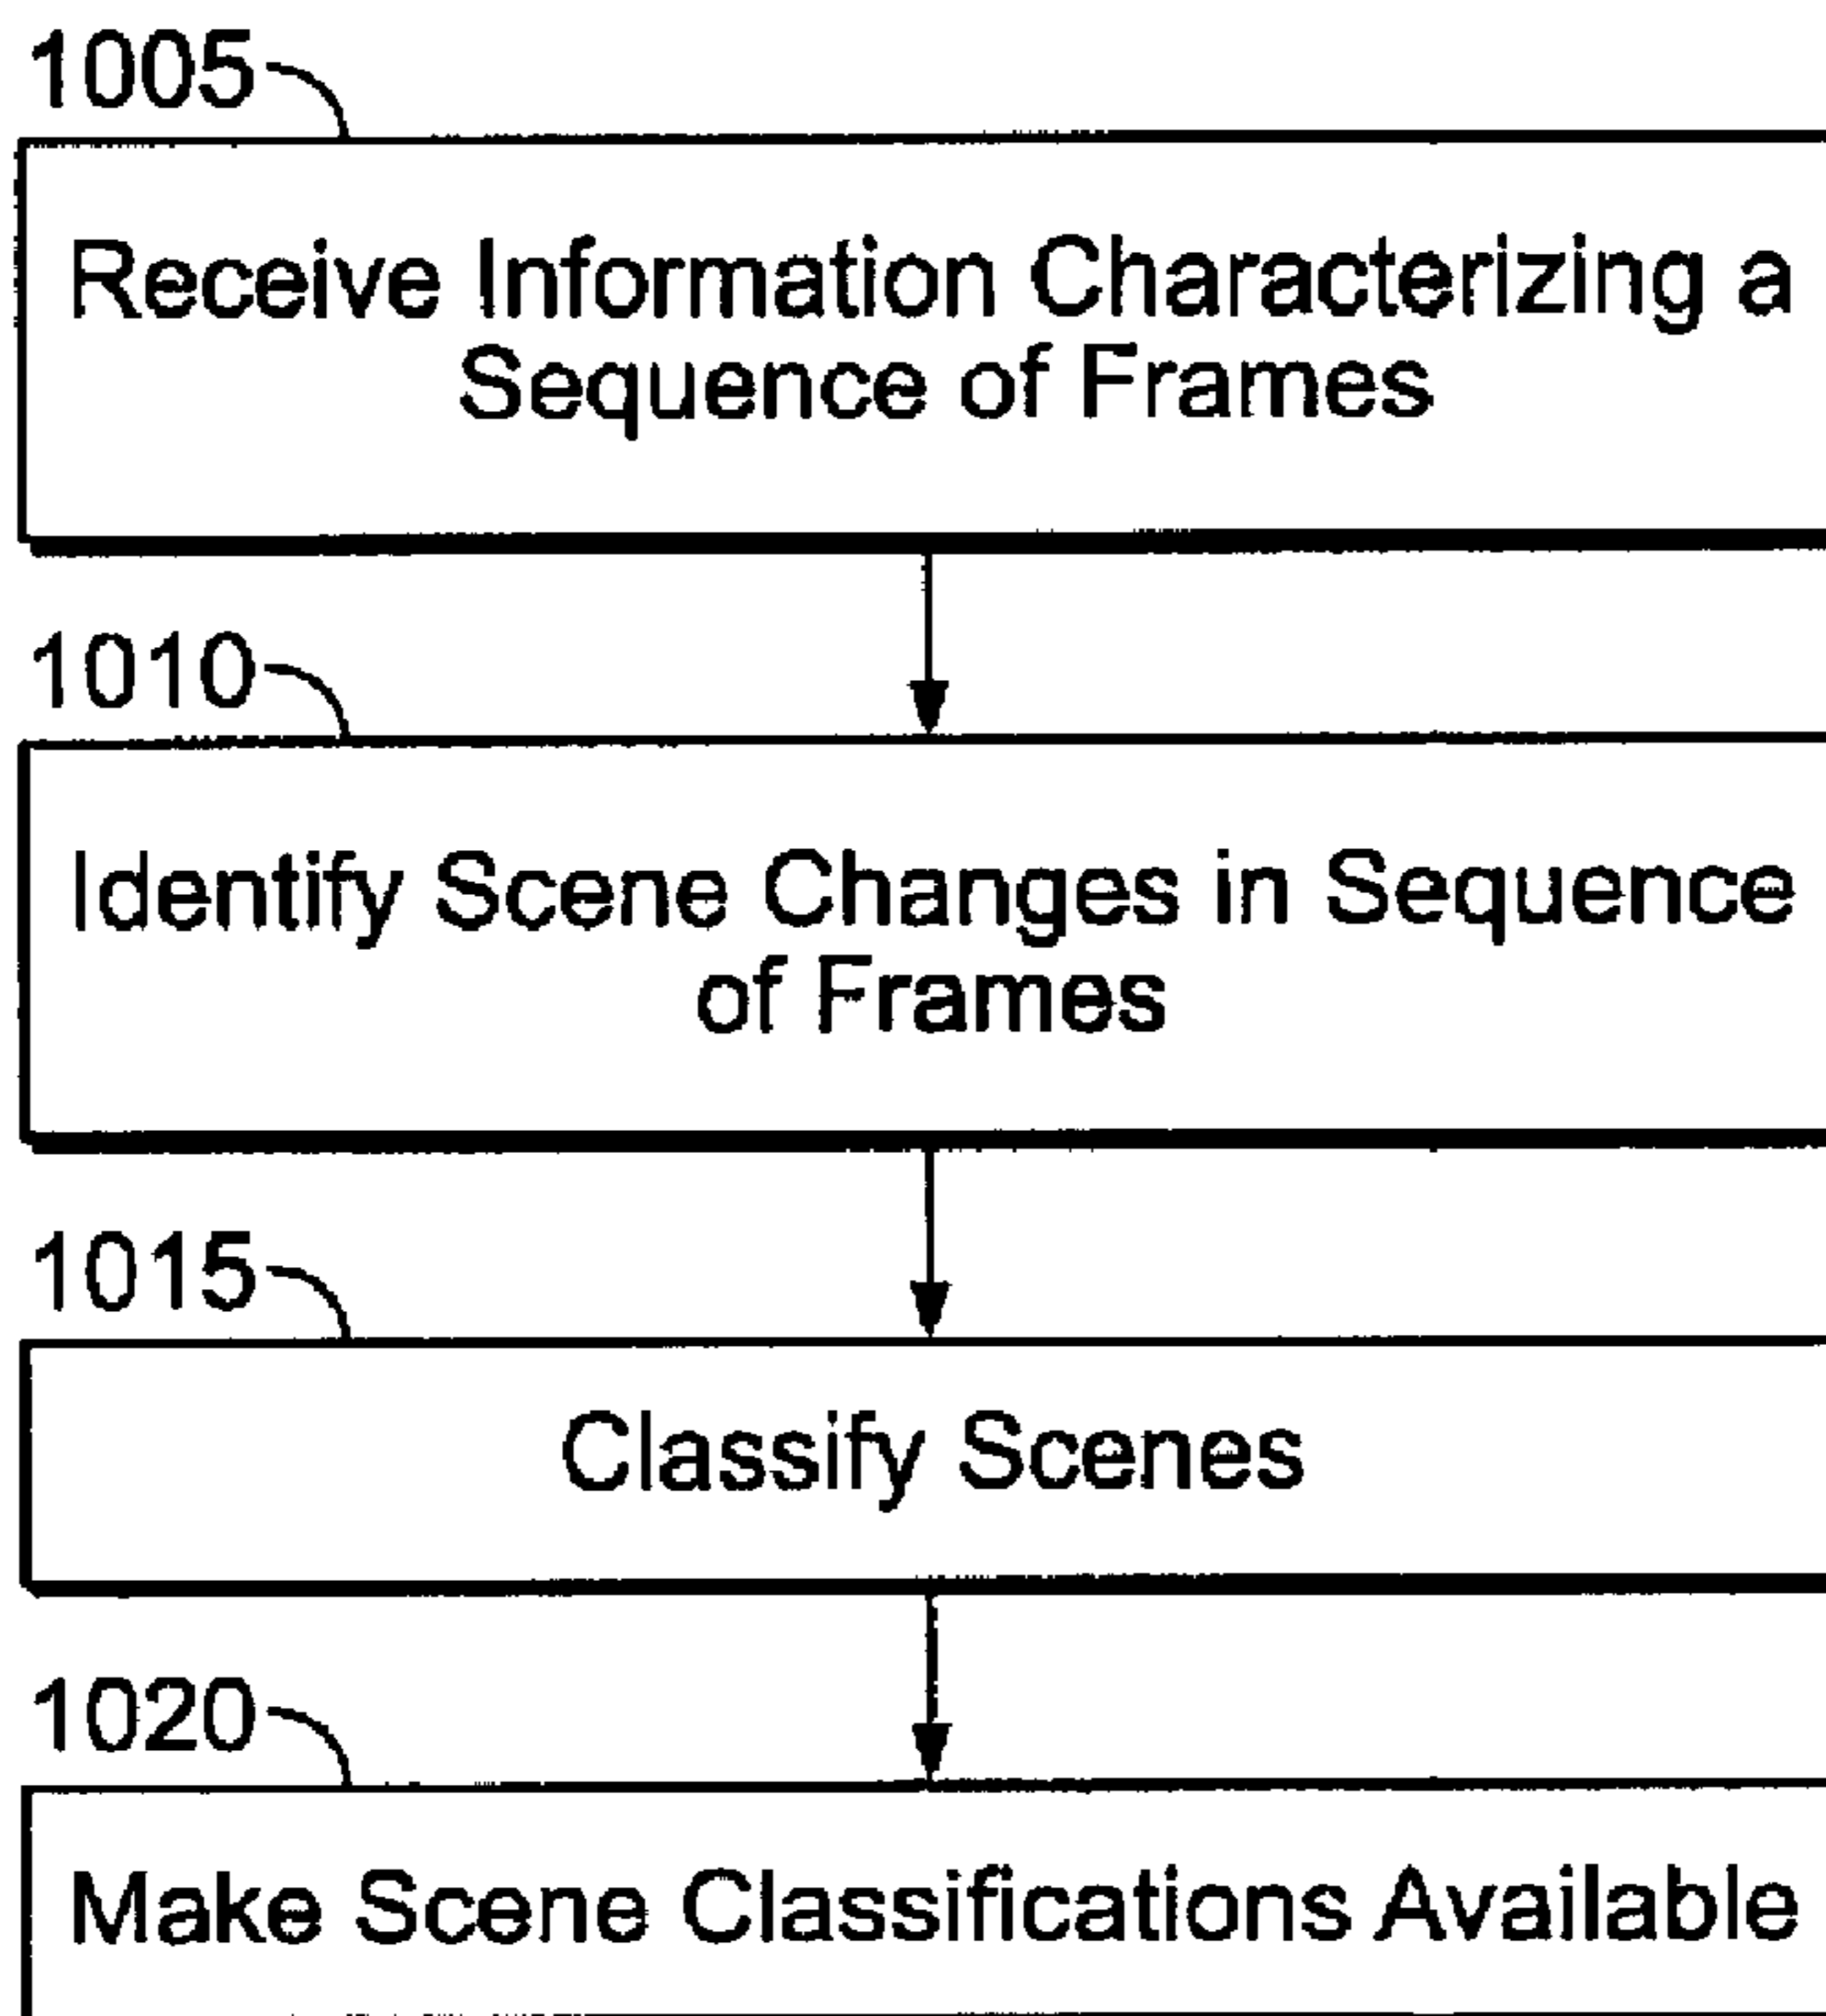 1005
Receive Information Characterizing a
Sequence of Frames
1010
Identify Scene Changes in Sequence
of Frames
1015
Classify Scenes
1020
Make Scene Classifications Available